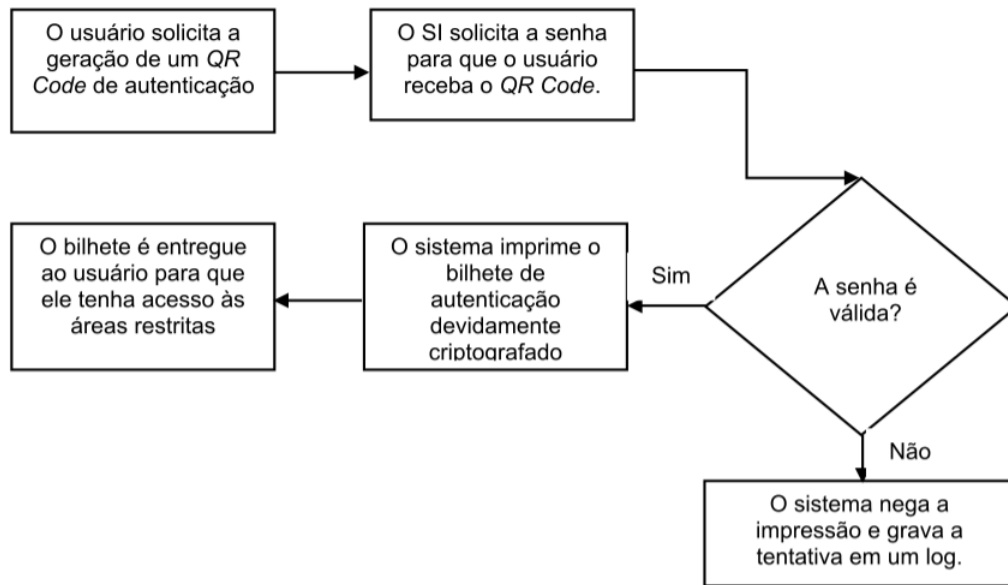 O usuário solicita a
geração de um QR
Code de autenticação
O SI solicita a senha
para que o usuário
receba o QR Code.
A senha é
válida?
Sim
O sistema imprime o
bilhete de
autenticação
devidamente
criptografado
O bilhete é entregue
ao usuário para que
ele tenha acesso às
áreas restritas
Não
O sistema nega a
impressão e grava a
tentativa em um log.